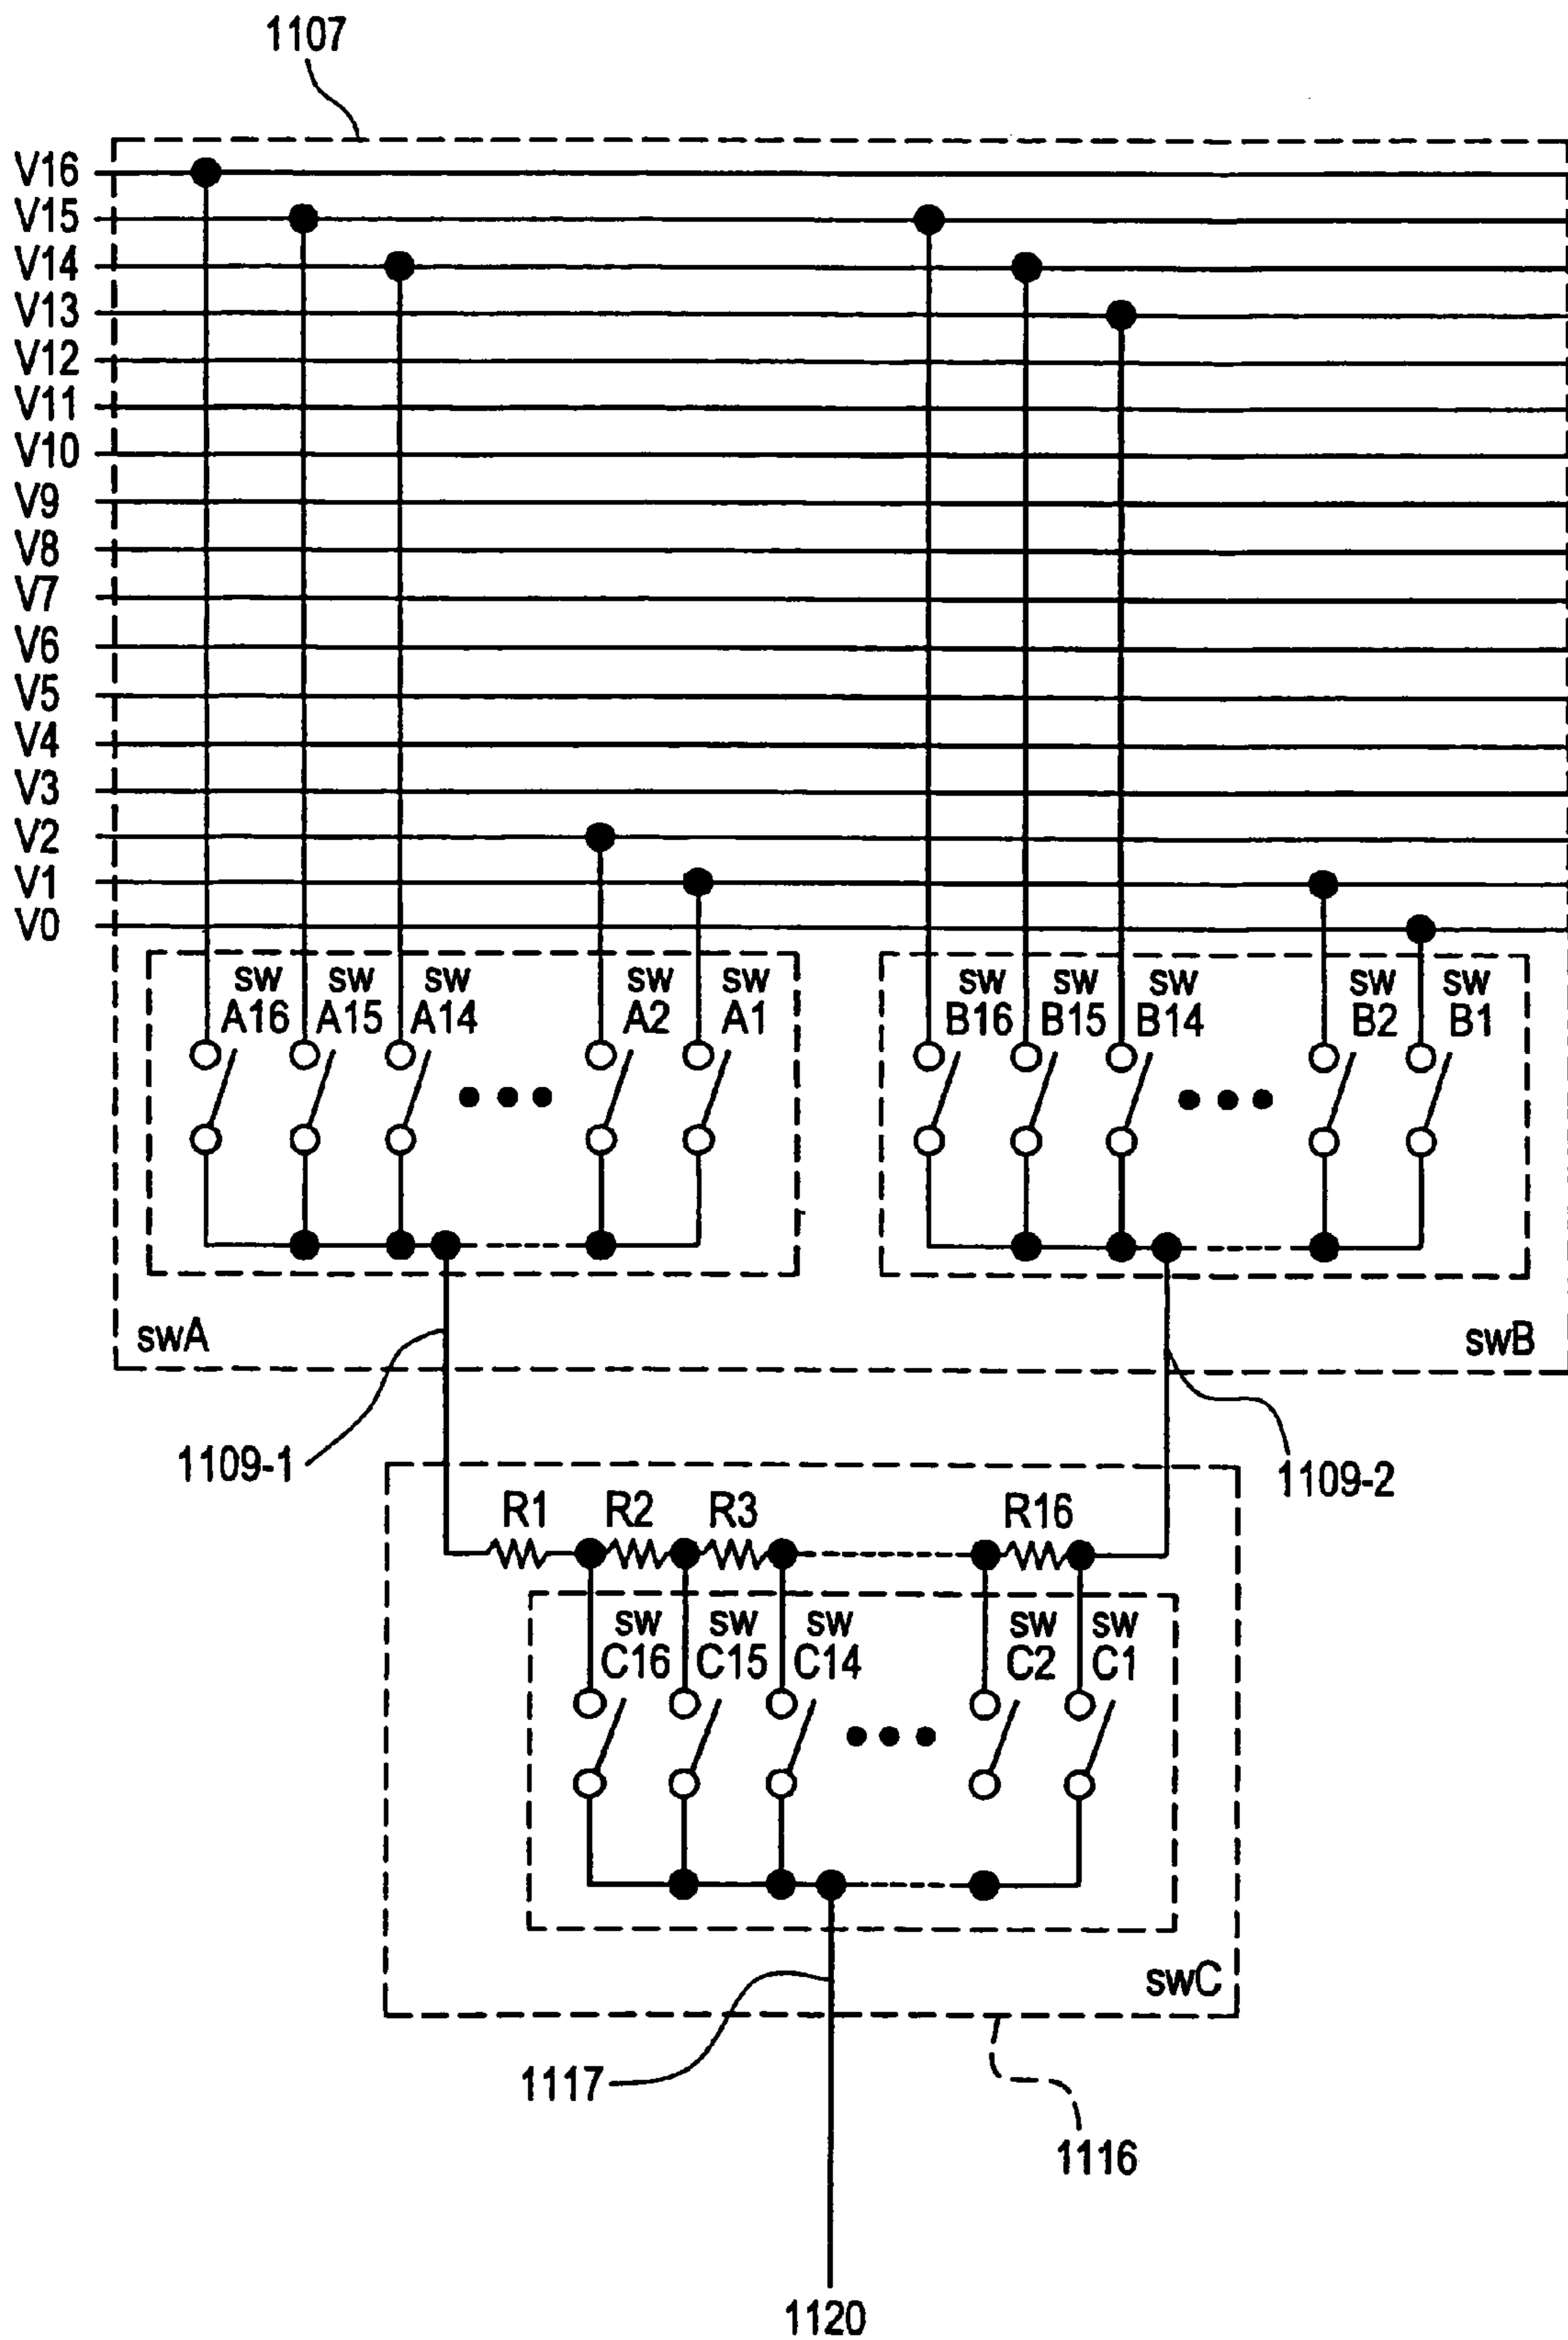 1107
V16
V15
V14
V13
V12
V11
V10
V9
V8
V7
V6
V5
V4
V3
V2
V1
V0
sw A16
sw A15
sw A14
sw A2
sw A1
sw B16
sw B15
sw B14
sw B2
sw B1
swA
swB
1109-1
1109-2
R1
R2
R3
R16
sw C16
sw C15
sw C14
sw C2
sw C1
swC
1117
1116
1120